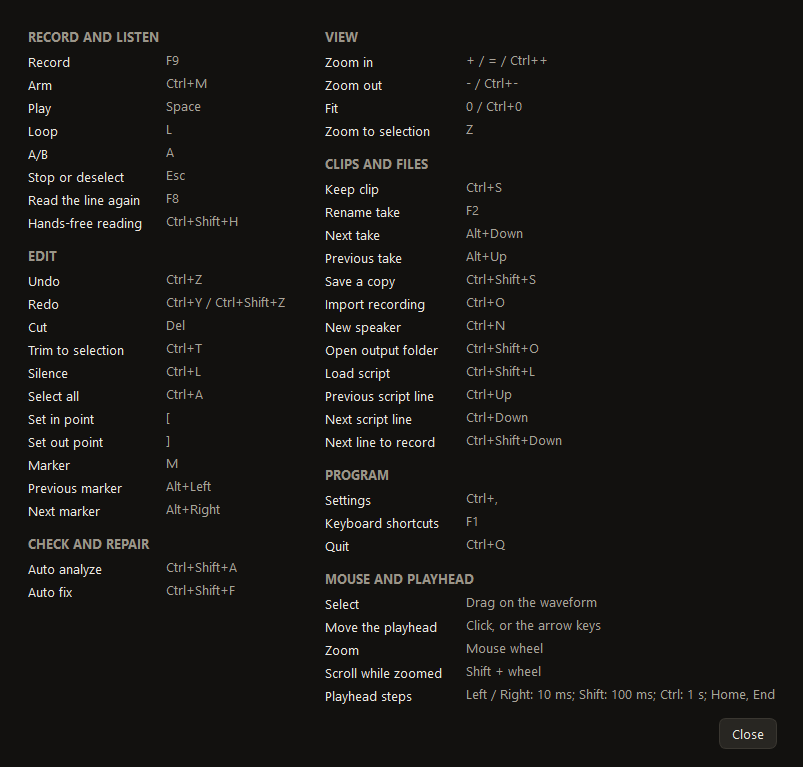 RECORD AND LISTEN
Record F9
Arm Ctrl+M
Play Space
Loop L
A/B A
Stop or deselect Esc
Read the line again F8
Hands-free reading Ctrl+Shift+H
EDIT
Undo Ctrl+Z
Redo Ctrl+Y / Ctrl+Shift+Z
Cut Del
Trim to selection Ctrl+T
Silence Ctrl+L
Select all Ctrl+A
Set in point [
Set out point ]
Marker M
Previous marker Alt+Left
Next marker Alt+Right
CHECK AND REPAIR
Auto analyze Ctrl+Shift+A
Auto fix Ctrl+Shift+F
VIEW
Zoom in + / = / Ctrl++
Zoom out - / Ctrl+-
Fit 0 / Ctrl+0
Zoom to selection Z
CLIPS AND FILES
Keep clip Ctrl+S
Rename take F2
Next take Alt+Down
Previous take Alt+Up
Save a copy Ctrl+Shift+S
Import recording Ctrl+O
New speaker Ctrl+N
Open output folder Ctrl+Shift+O
Load script Ctrl+Shift+L
Previous script line Ctrl+Up
Next script line Ctrl+Down
Next line to record Ctrl+Shift+Down
PROGRAM
Settings Ctrl+,
Keyboard shortcuts F1
Quit Ctrl+Q
MOUSE AND PLAYHEAD
Select Drag on the waveform
Move the playhead Click, or the arrow keys
Zoom Mouse wheel
Scroll while zoomed Shift + wheel
Playhead steps Left / Right: 10 ms; Shift: 100 ms; Ctrl: 1 s; Home, End
Close